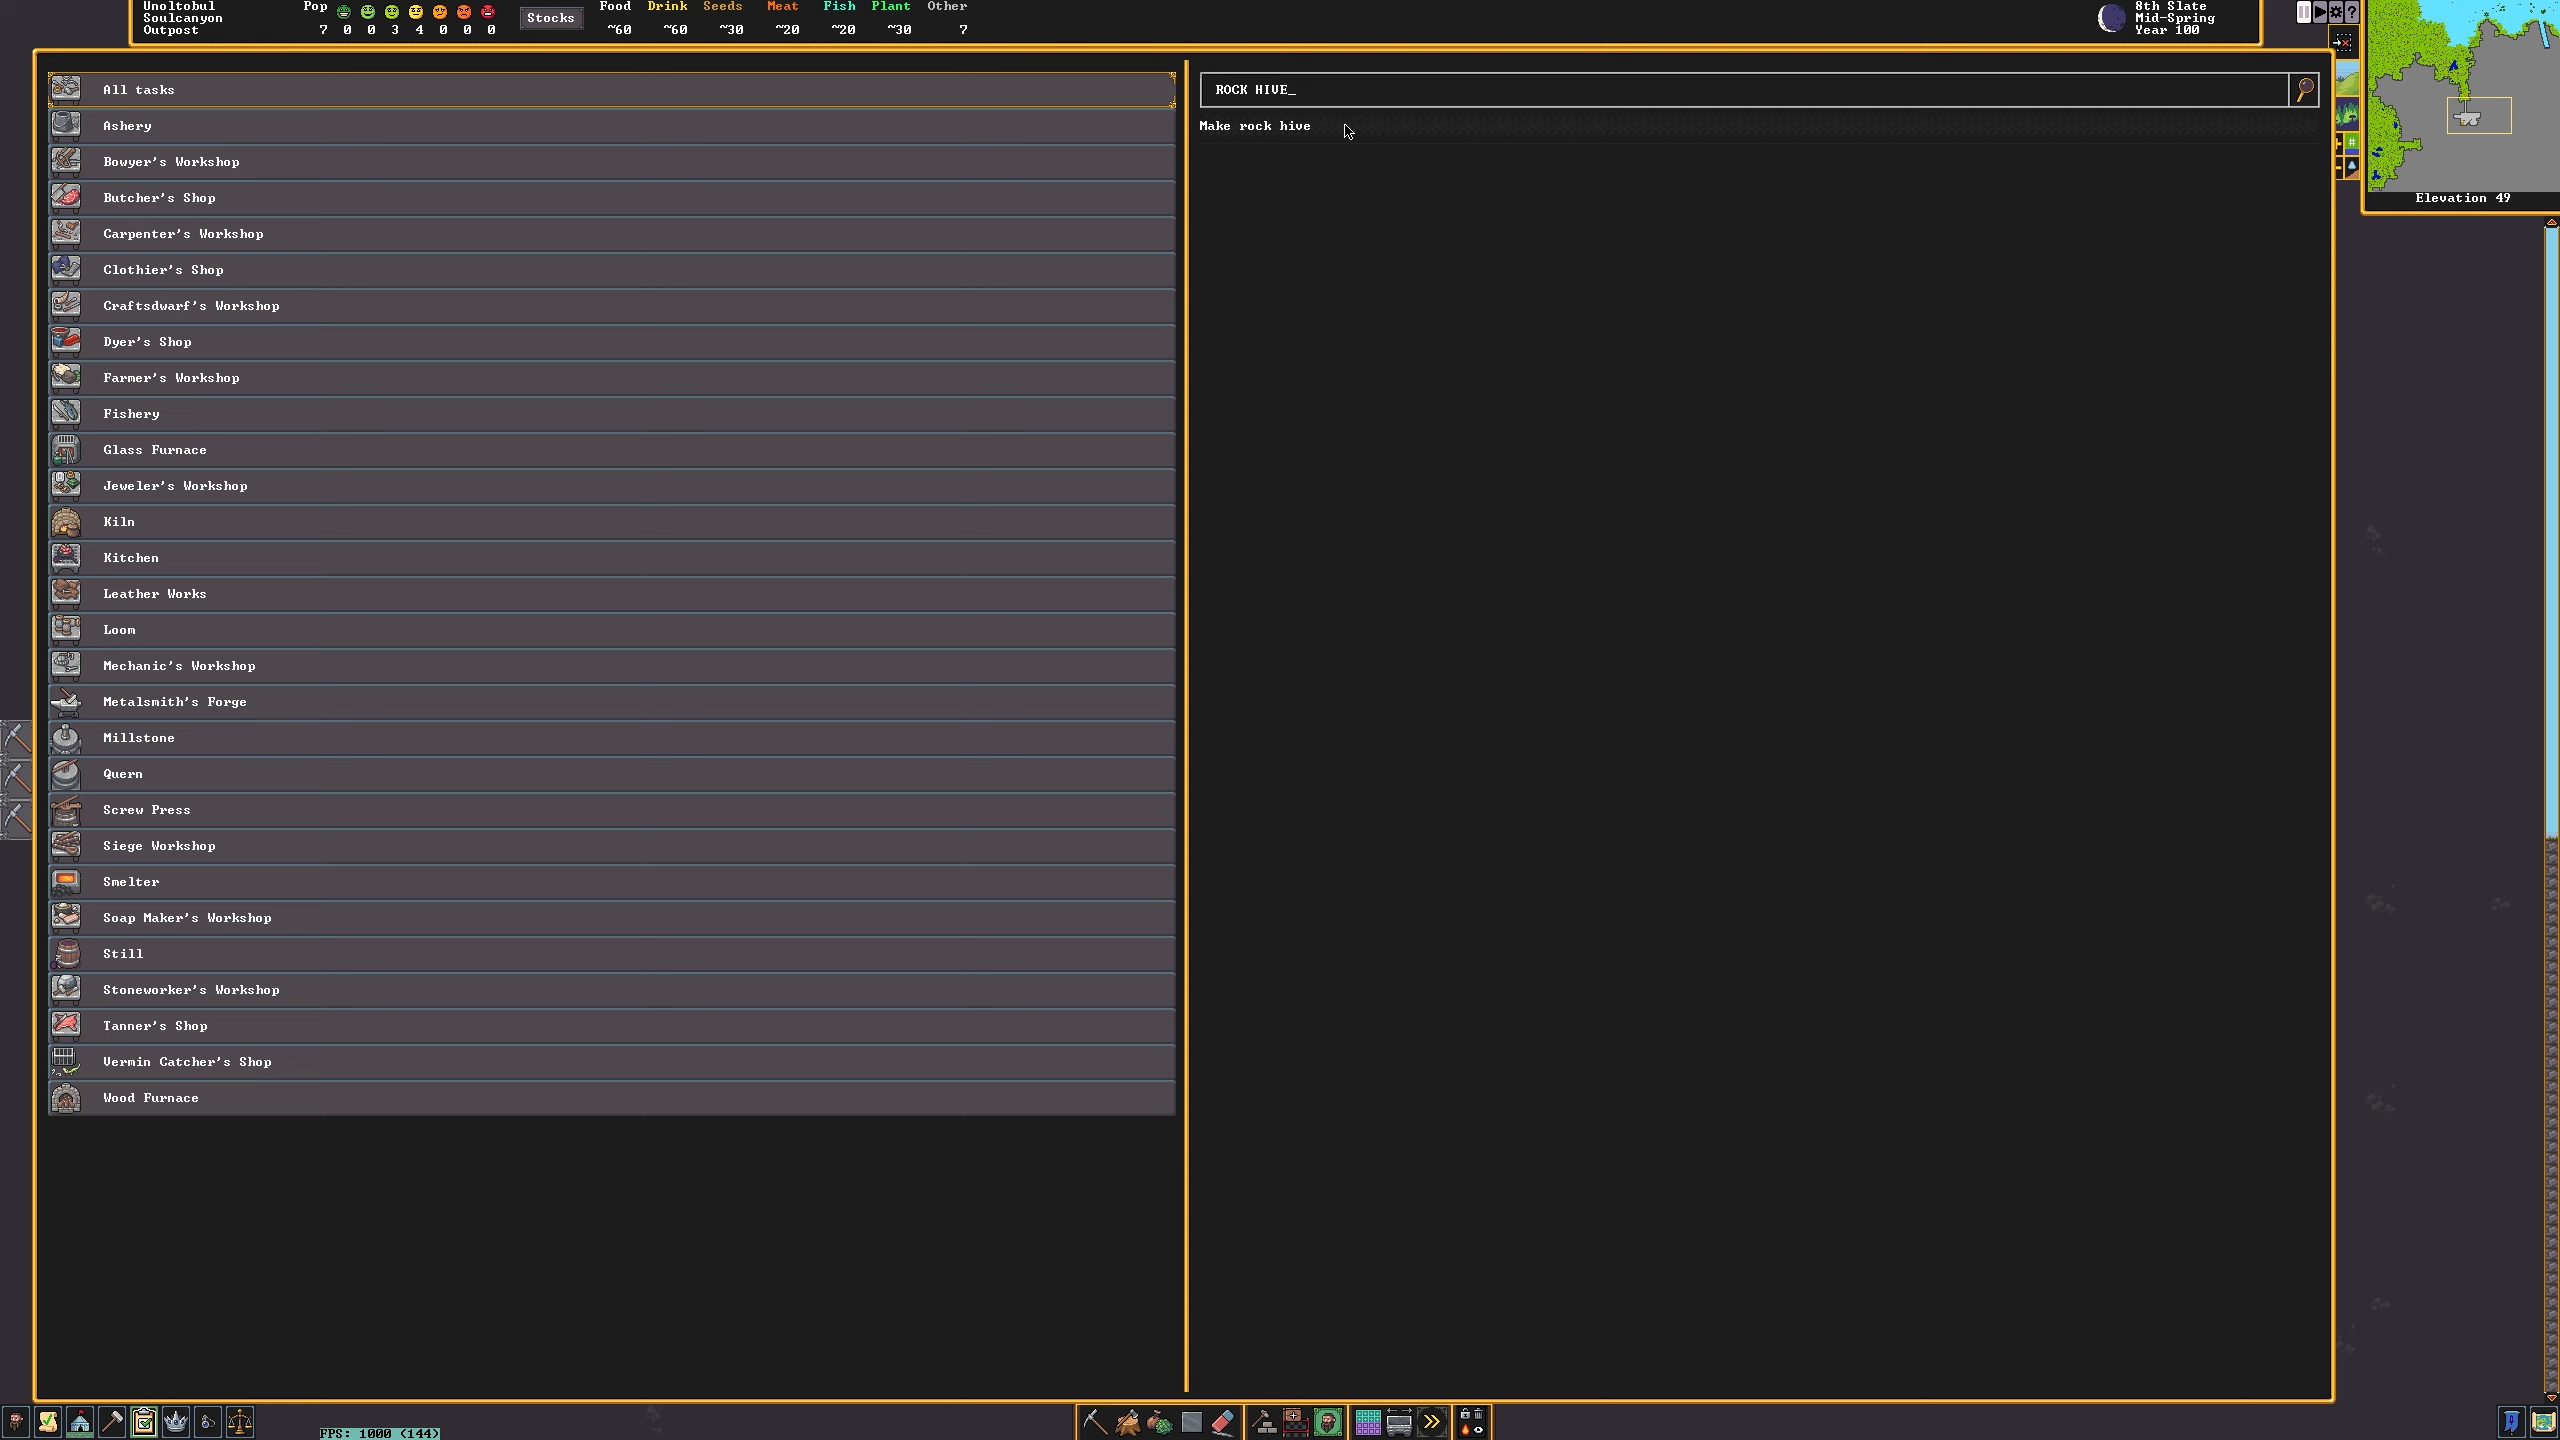 Unoltobul
Soulcanyon
Outpost
Pop
7 0 0 3 4 0 0 0
Stocks
Food Drink Seeds Meat Fish Plant Other
~60 ~60 ~30 ~20 ~20 ~30 7
8th Slate
Mid-Spring
Year 100
?
Elevation 49
All tasks
Ashery
Bowyer's Workshop
Butcher's Shop
Carpenter's Workshop
Clothier's Shop
Craftsdwarf's Workshop
Dyer's Shop
Farmer's Workshop
Fishery
Glass Furnace
Jeweler's Workshop
Kiln
Kitchen
Leather Works
Loom
Mechanic's Workshop
Metalsmith's Forge
Millstone
Quern
Screw Press
Siege Workshop
Smelter
Soap Maker's Workshop
Still
Stoneworker's Workshop
Tanner's Shop
Vermin Catcher's Shop
Wood Furnace
ROCK HIVE_
Make rock hive
FPS: 1000 (144)